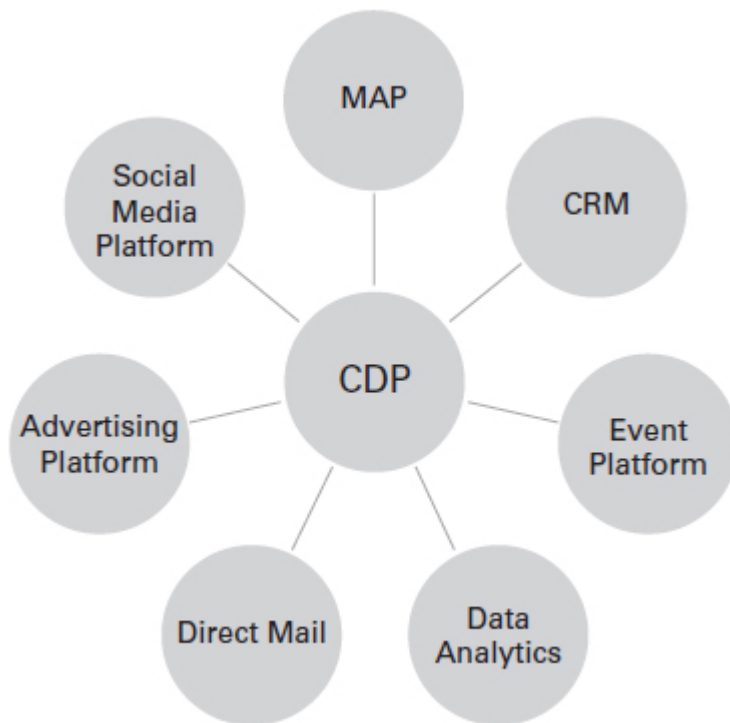 MAP
CRM
Social
Media
Platform
CDP
Advertising
Platform
Event
Platform
Direct Mail
Data
Analytics